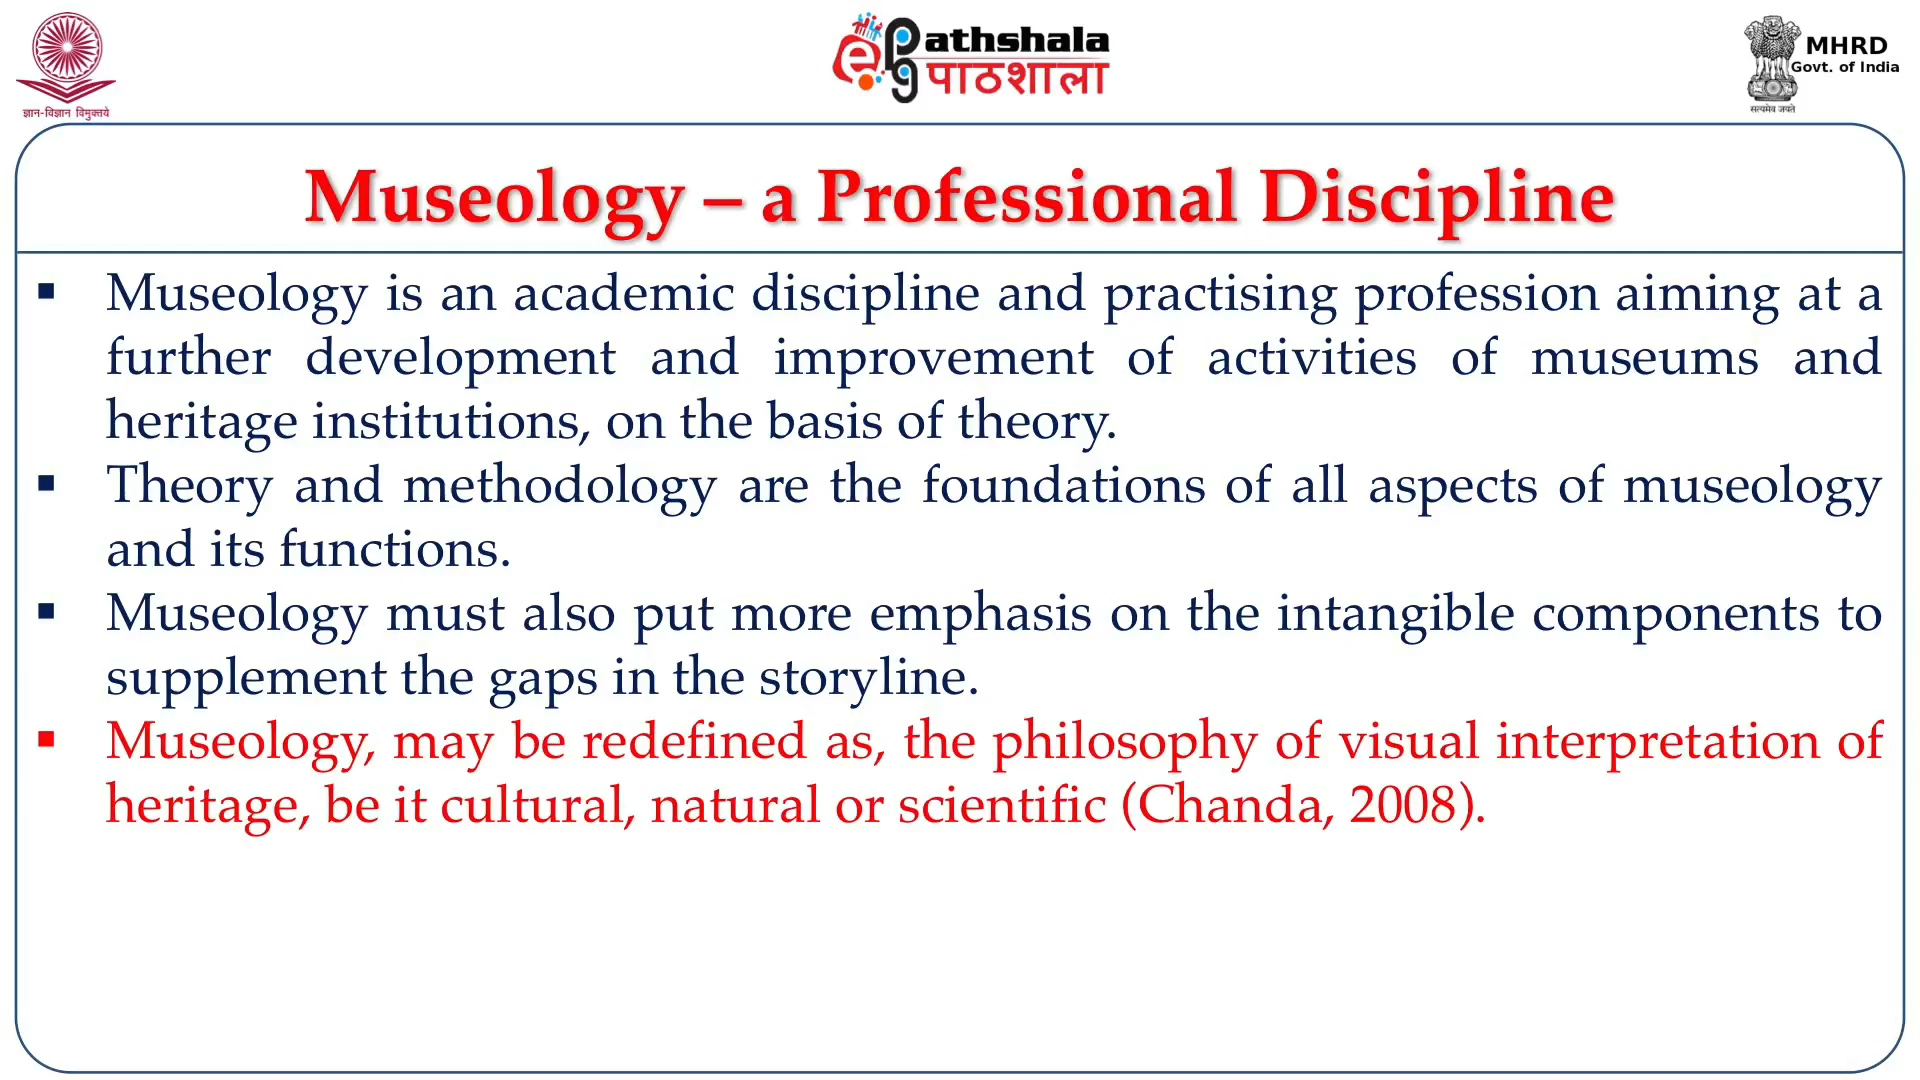 ज्ञान-विज्ञान विमुक्तये
ePg Pathshala
पाठशाला
MHRD
Govt. of India
सत्यमेव जयते
Museology – a Professional Discipline
▪ Museology is an academic discipline and practising profession aiming at a
further development and improvement of activities of museums and
heritage institutions, on the basis of theory.
▪ Theory and methodology are the foundations of all aspects of museology
and its functions.
▪ Museology must also put more emphasis on the intangible components to
supplement the gaps in the storyline.
▪ Museology, may be redefined as, the philosophy of visual interpretation of
heritage, be it cultural, natural or scientific (Chanda, 2008).